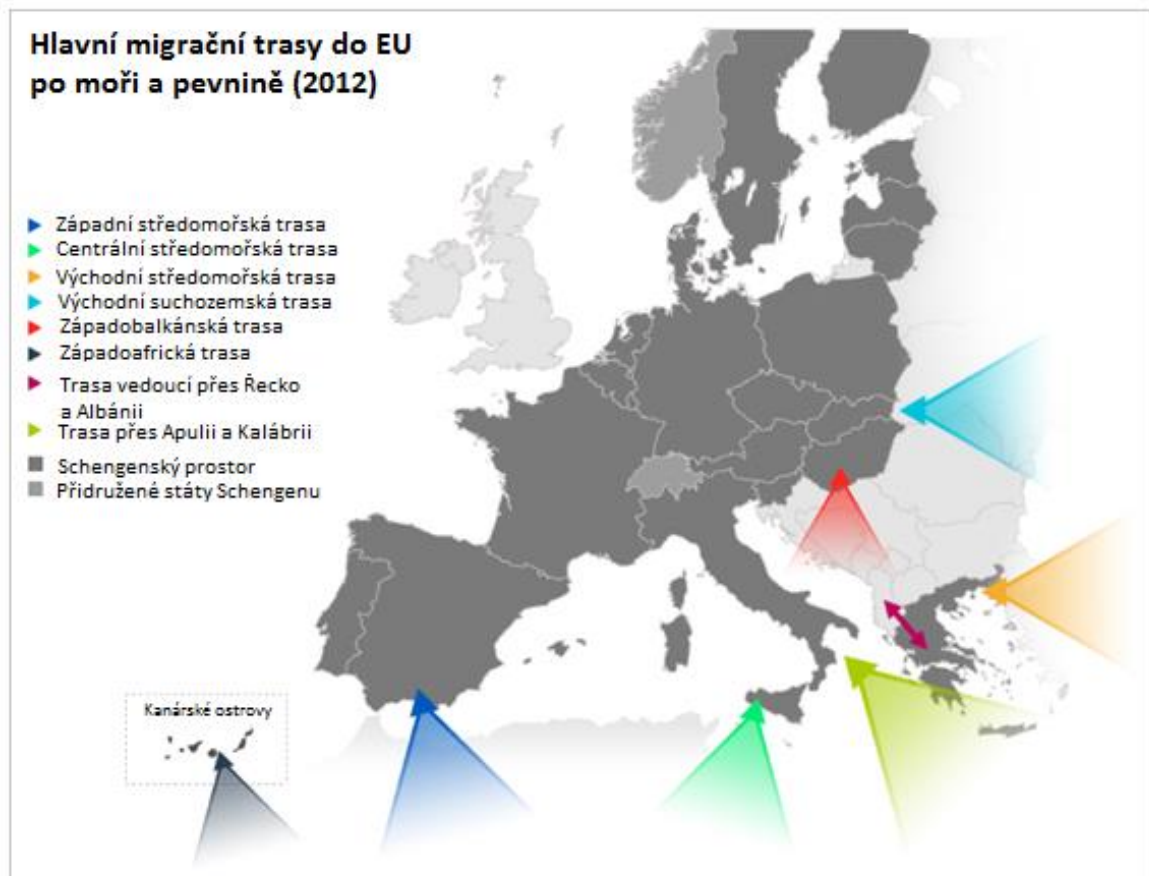 Hlavní migrační trasy do EU
po moři a pevnině (2012)
Západní středomořská trasa
Centrální středomořská trasa
Východní středomořská trasa
Východní suchozemská trasa
Západobalkánská trasa
Západoafrická trasa
Trasa vedoucí přes Řecko
a Albánii
Trasa přes Apulii a Kalábrii
Schengenský prostor
Přidružené státy Schengenu
Kanárské ostrovy